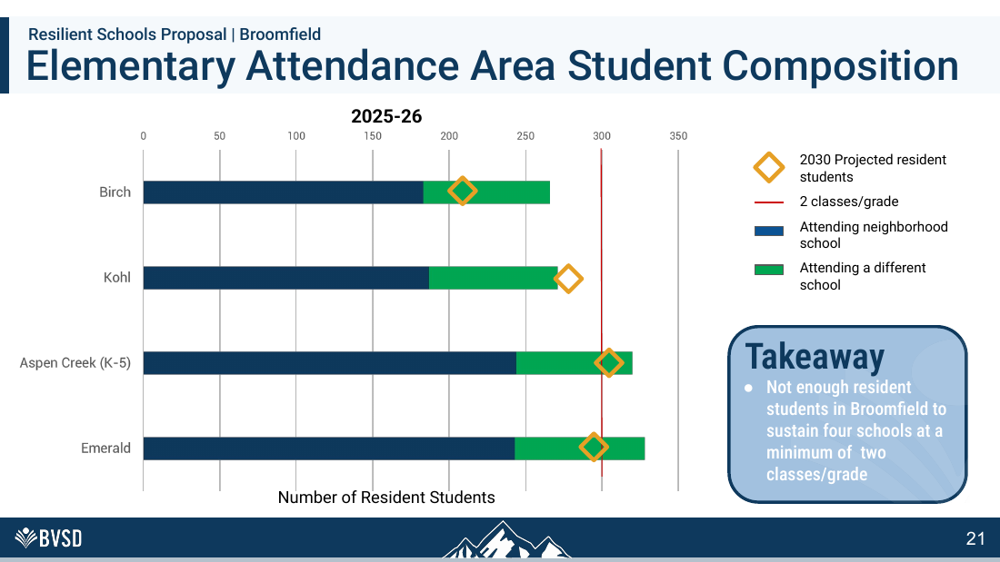 Resilient Schools Proposal | Broomfield
Elementary Attendance Area Student Composition
2025-26
0 50 100 150 200 250 300 350
Birch
Kohl
Aspen Creek (K-5)
Emerald
Number of Resident Students
2030 Projected resident
students
2 classes/grade
Attending neighborhood
school
Attending a different
school
Takeaway
● Not enough resident
students in Broomfield to
sustain four schools at a
minimum of  two
classes/grade
BVSD
21